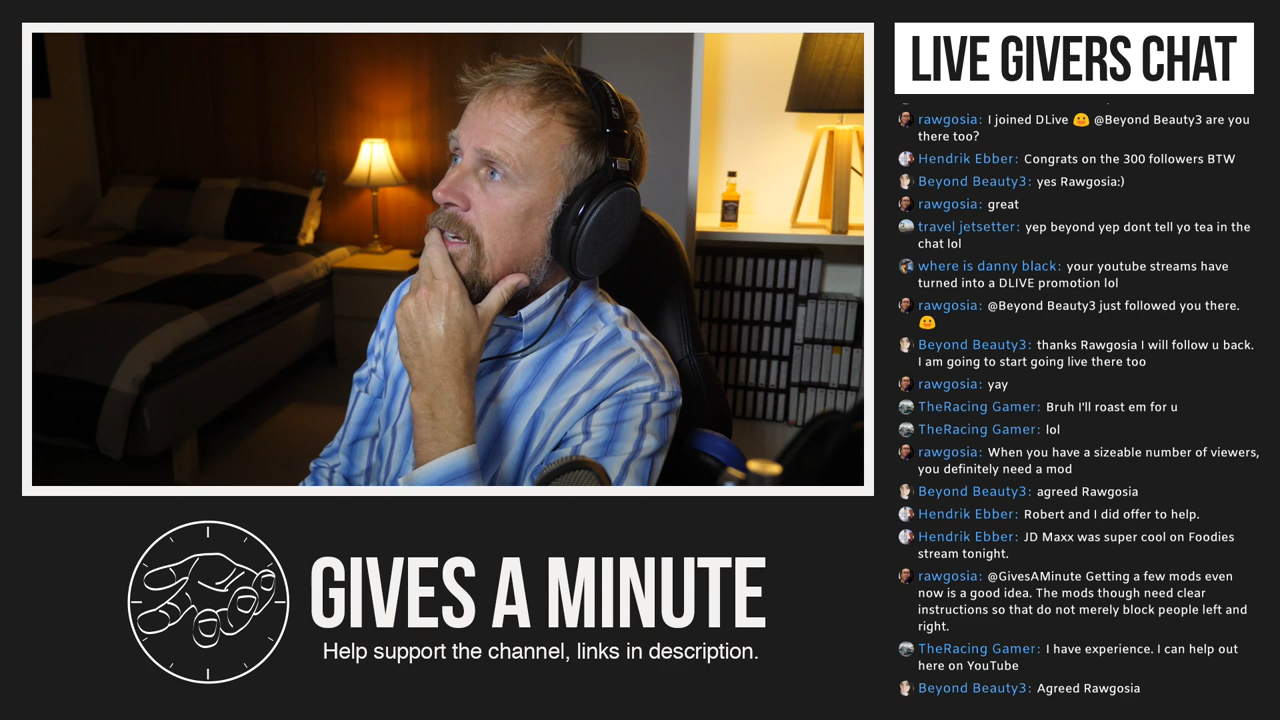 LIVE GIVERS CHAT
rawgosia: I joined DLive @Beyond Beauty3 are you
there too?
Hendrik Ebber: Congrats on the 300 followers BTW
Beyond Beauty3: yes Rawgosia:)
rawgosia: great
travel jetsetter: yep beyond yep dont tell yo tea in the
chat lol
where is danny black: your youtube streams have
turned into a DLIVE promotion lol
rawgosia: @Beyond Beauty3 just followed you there.
Beyond Beauty3: thanks Rawgosia I will follow u back.
I am going to start going live there too
rawgosia: yay
TheRacing Gamer: Bruh I'll roast em for u
TheRacing Gamer: lol
rawgosia: When you have a sizeable number of viewers,
you definitely need a mod
Beyond Beauty3: agreed Rawgosia
Hendrik Ebber: Robert and I did offer to help.
Hendrik Ebber: JD Maxx was super cool on Foodies
stream tonight.
rawgosia: @GivesAMinute Getting a few mods even
now is a good idea. The mods though need clear
instructions so that do not merely block people left and
right.
TheRacing Gamer: I have experience. I can help out
here on YouTube
Beyond Beauty3: Agreed Rawgosia
GIVES A MINUTE
Help support the channel, links in description.